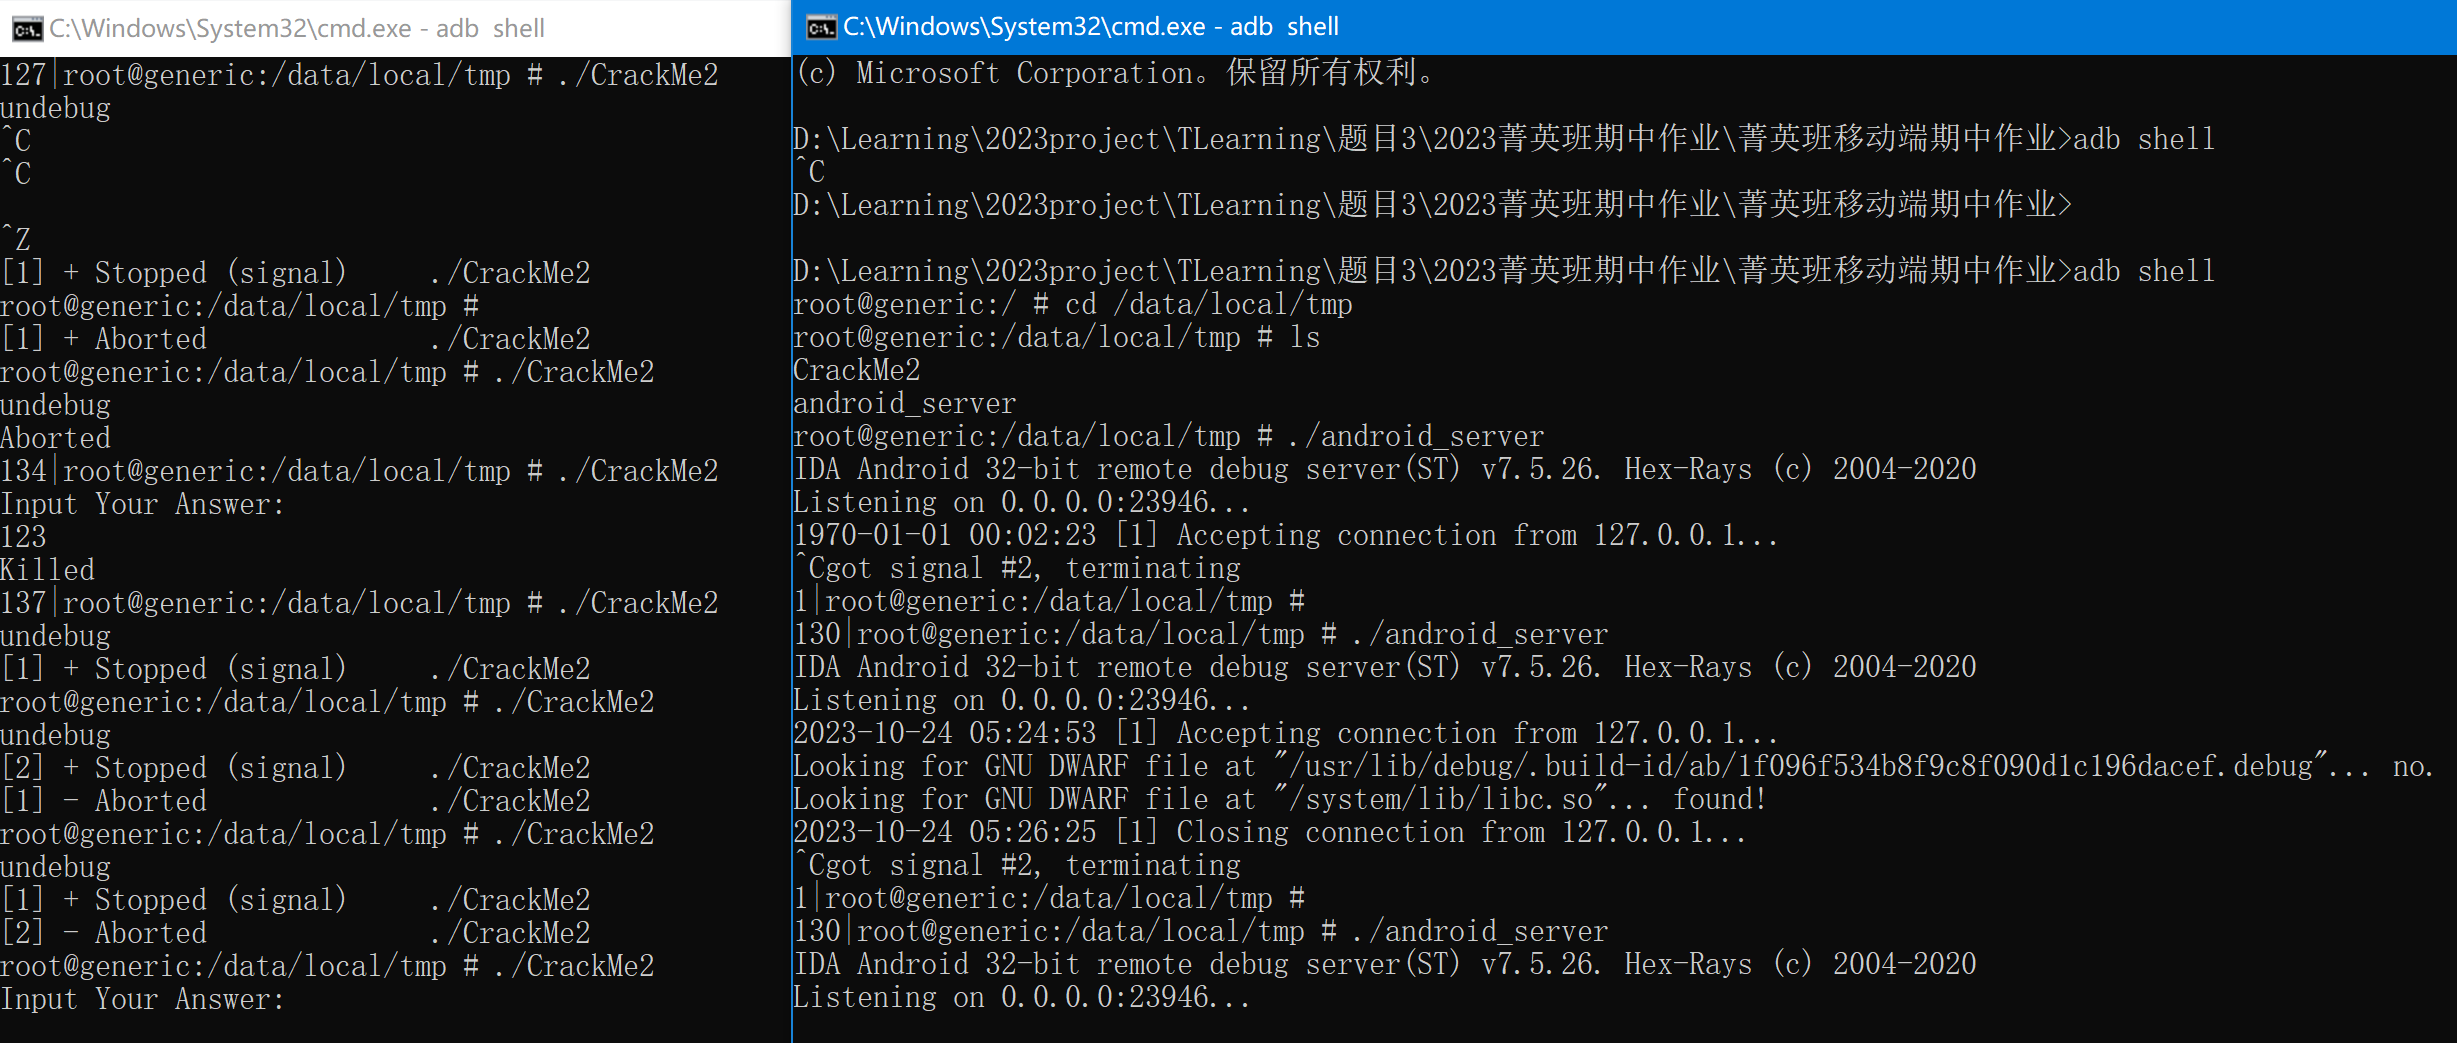 C:\Windows\System32\cmd.exe - adb  shell
127|root@generic:/data/local/tmp # ./CrackMe2
undebug
^C
^C
^Z
[1] + Stopped (signal)     ./CrackMe2
root@generic:/data/local/tmp #
[1] + Aborted              ./CrackMe2
root@generic:/data/local/tmp # ./CrackMe2
undebug
Aborted
134|root@generic:/data/local/tmp # ./CrackMe2
Input Your Answer:
123
Killed
137|root@generic:/data/local/tmp # ./CrackMe2
undebug
[1] + Stopped (signal)     ./CrackMe2
root@generic:/data/local/tmp # ./CrackMe2
undebug
[2] + Stopped (signal)     ./CrackMe2
[1] - Aborted              ./CrackMe2
root@generic:/data/local/tmp # ./CrackMe2
undebug
[1] + Stopped (signal)     ./CrackMe2
[2] - Aborted              ./CrackMe2
root@generic:/data/local/tmp # ./CrackMe2
Input Your Answer:
C:\Windows\System32\cmd.exe - adb  shell
(c) Microsoft Corporation。保留所有权利。
D:\Learning\2023project\TLearning\题目3\2023菁英班期中作业\菁英班移动端期中作业>adb shell
^C
D:\Learning\2023project\TLearning\题目3\2023菁英班期中作业\菁英班移动端期中作业>
D:\Learning\2023project\TLearning\题目3\2023菁英班期中作业\菁英班移动端期中作业>adb shell
root@generic:/ # cd /data/local/tmp
root@generic:/data/local/tmp # ls
CrackMe2
android_server
root@generic:/data/local/tmp # ./android_server
IDA Android 32-bit remote debug server(ST) v7.5.26. Hex-Rays (c) 2004-2020
Listening on 0.0.0.0:23946...
1970-01-01 00:02:23 [1] Accepting connection from 127.0.0.1...
^Cgot signal #2, terminating
1|root@generic:/data/local/tmp #
130|root@generic:/data/local/tmp # ./android_server
IDA Android 32-bit remote debug server(ST) v7.5.26. Hex-Rays (c) 2004-2020
Listening on 0.0.0.0:23946...
2023-10-24 05:24:53 [1] Accepting connection from 127.0.0.1...
Looking for GNU DWARF file at "/usr/lib/debug/.build-id/ab/1f096f534b8f9c8f090d1c196dacef.debug"... no.
Looking for GNU DWARF file at "/system/lib/libc.so"... found!
2023-10-24 05:26:25 [1] Closing connection from 127.0.0.1...
^Cgot signal #2, terminating
1|root@generic:/data/local/tmp #
130|root@generic:/data/local/tmp # ./android_server
IDA Android 32-bit remote debug server(ST) v7.5.26. Hex-Rays (c) 2004-2020
Listening on 0.0.0.0:23946...